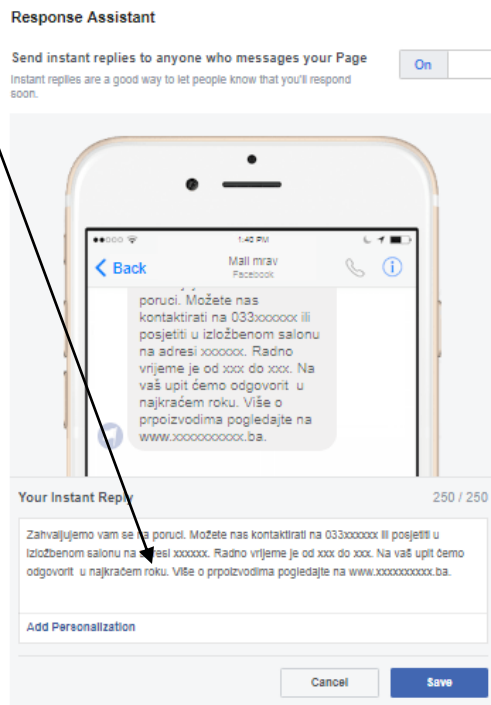 Response Assistant
Send instant replies to anyone who messages your Page
On
Instant replies are a good way to let people know that you'll respond
soon.
1:40 PM
Back
Mali mrav
Facebook
poruci. Možete nas
kontaktirati na 033xxxxxx ili
posjetiti u izložbenom salonu
na adresi xxxxxx. Radno
vrijeme je od xxx do xxx. Na
vaš upit ćemo odgovorit u
najkraćem roku. Više o
prpoizvodima pogledajte na
www.xxxxxxxxxx.ba.
Your Instant Reply
250 / 250
Zahvaljujemo vam se na poruci. Možete nas kontaktirati na 033xxxxxx ili posjetiti u
izložbenom salonu na adresi xxxxxx. Radno vrijeme je od xxx do xxx. Na vaš upit ćemo
odgovorit u najkraćem roku. Više o prpoizvodima pogledajte na www.xxxxxxxxxx.ba.
Add Personalization
Cancel
Save